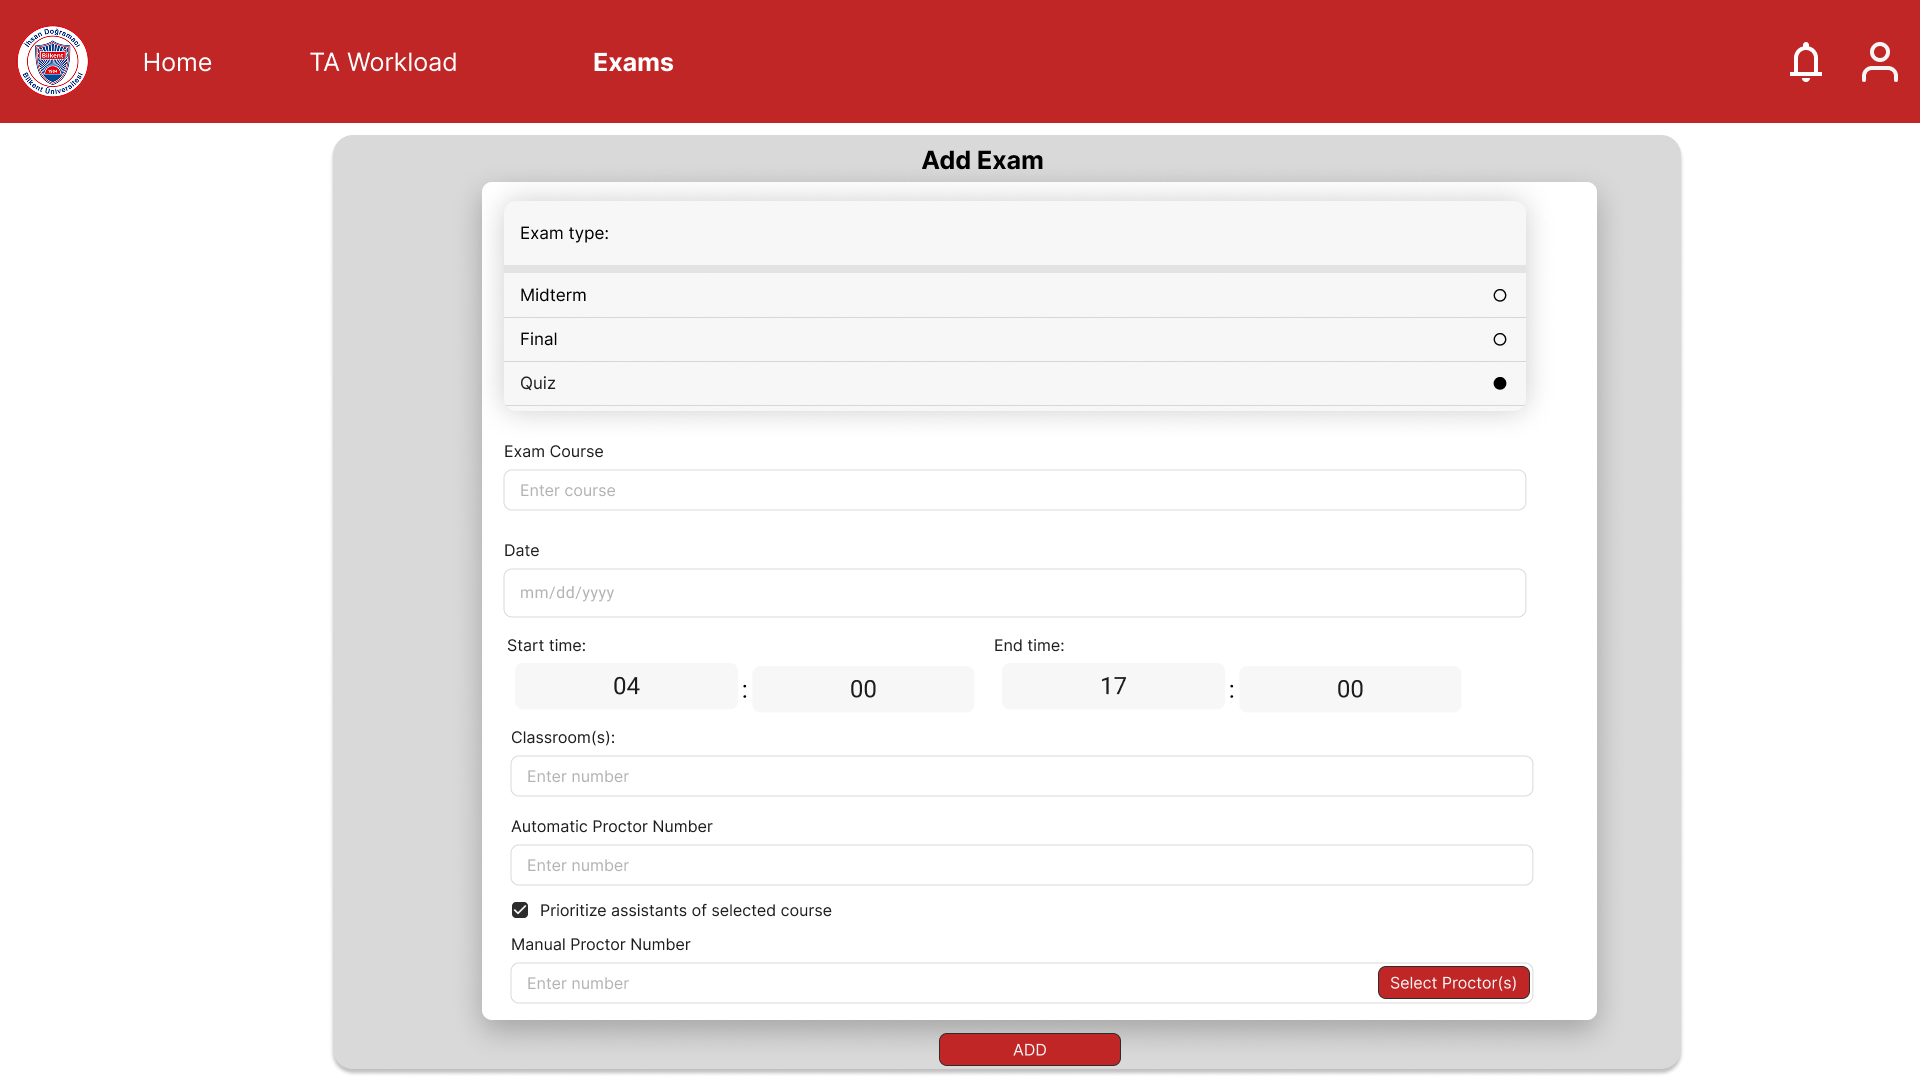 İhsan Doğramacı
Bilkent
Bilkent Üniversitesi
Home
TA Workload
Exams
Add Exam
Exam type:
Midterm
Final
Quiz
Exam Course
Enter course
Date
mm/dd/yyyy
Start time:
End time:
04 : 00
17 : 00
Classroom(s):
Enter number
Automatic Proctor Number
Enter number
Prioritize assistants of selected course
Manual Proctor Number
Enter number
Select Proctor(s)
ADD